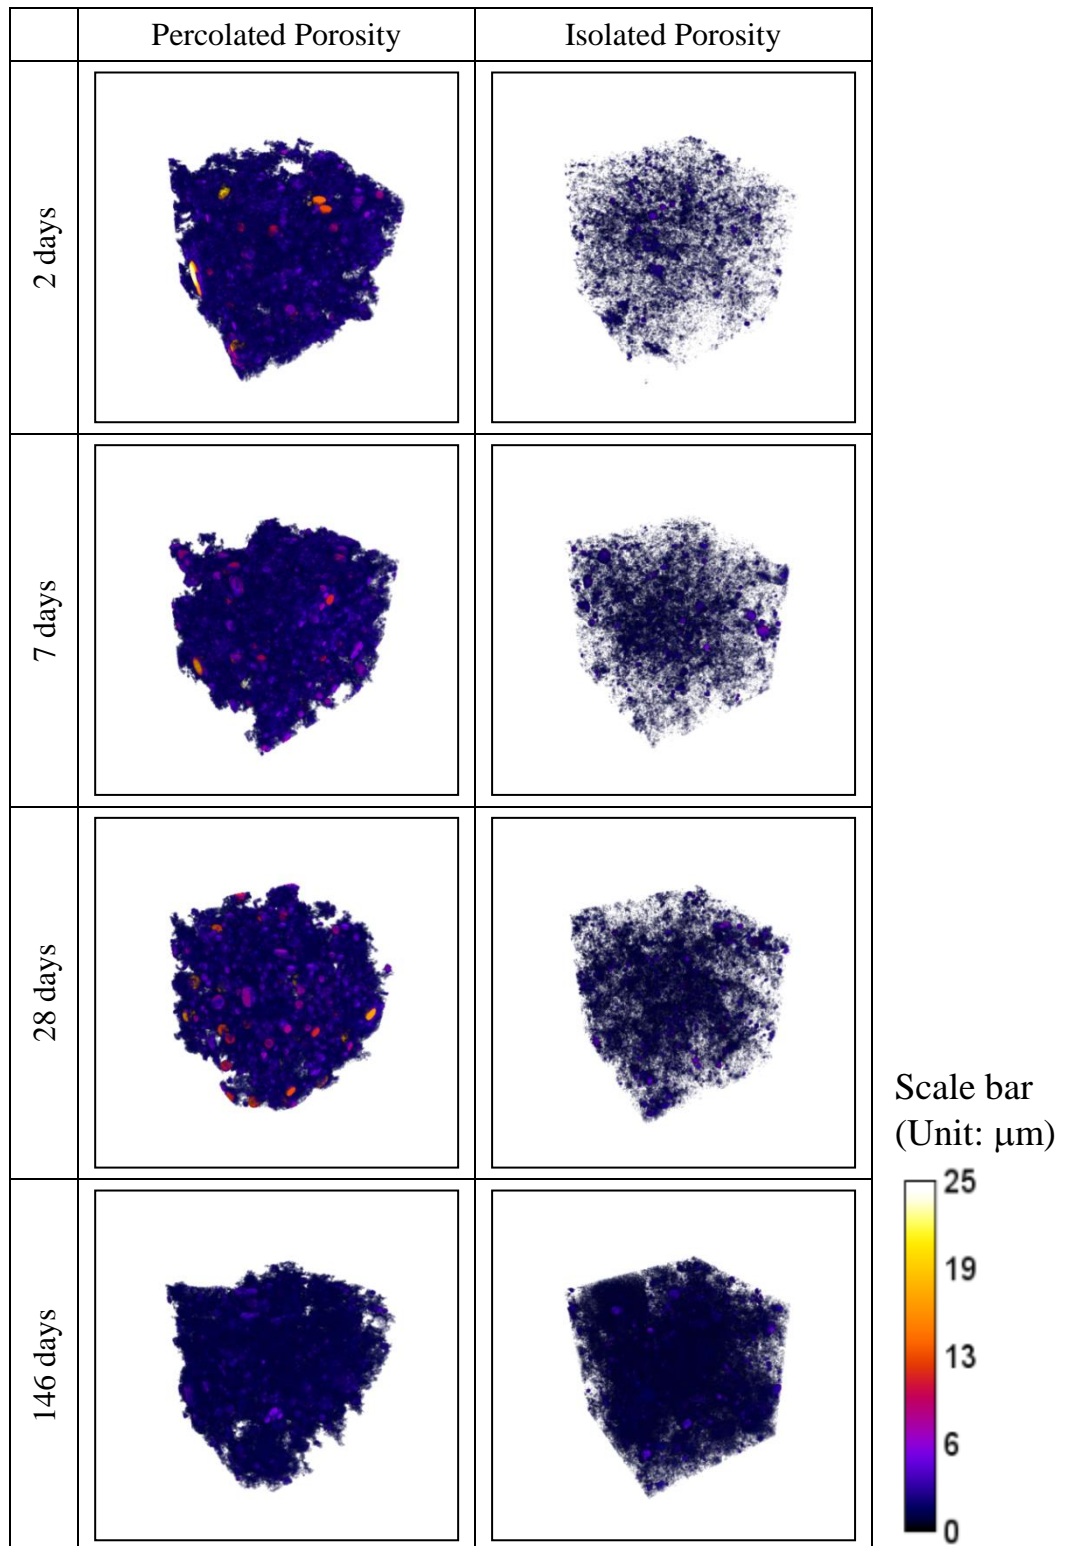 Percolated Porosity
Isolated Porosity
2 days
7 days
28 days
146 days
Scale bar
(Unit: μm)
25
19
13
6
0